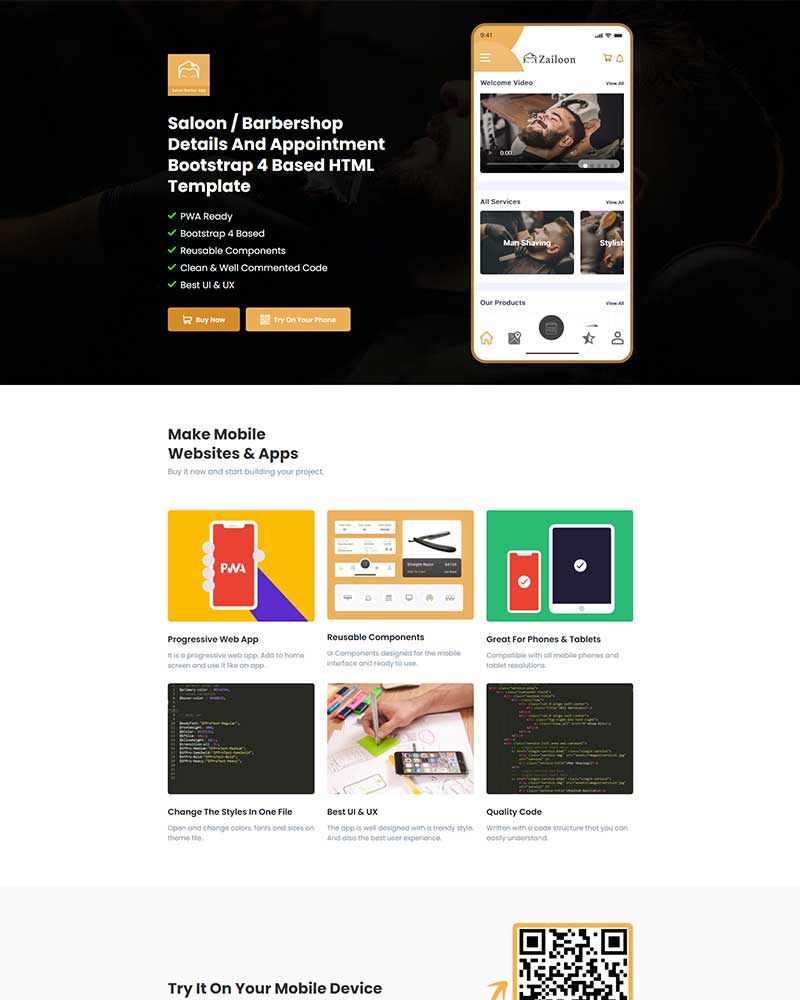 Salon Barber App
Saloon / Barbershop
Details And Appointment
Bootstrap 4 Based HTML
Template
PWA Ready
Bootstrap 4 Based
Reusable Components
Clean & Well Commented Code
Best UI & UX
Buy Now
Try On Your Phone
9:41
Zailoon
Welcome Video
View All
0:00
All Services
View All
Man Shaving
Stylish
Our Products
View All
Make Mobile
Websites & Apps
Buy it now and start building your project.
PWA
Straight Razor
Progressive Web App
It is a progressive web app. Add to home
screen and use it like an app.
Reusable Components
UI Components designed for the mobile
interface and ready to use.
Great For Phones & Tablets
Compatible with all mobile phones and
tablet resolutions.
Change The Styles In One File
Open and change colors, fonts and sizes on
theme file.
Best UI & UX
The app is well designed with a trendy style.
And also the best user experience.
Quality Code
Written with a code structure that you can
easily understand.
Try It On Your Mobile Device